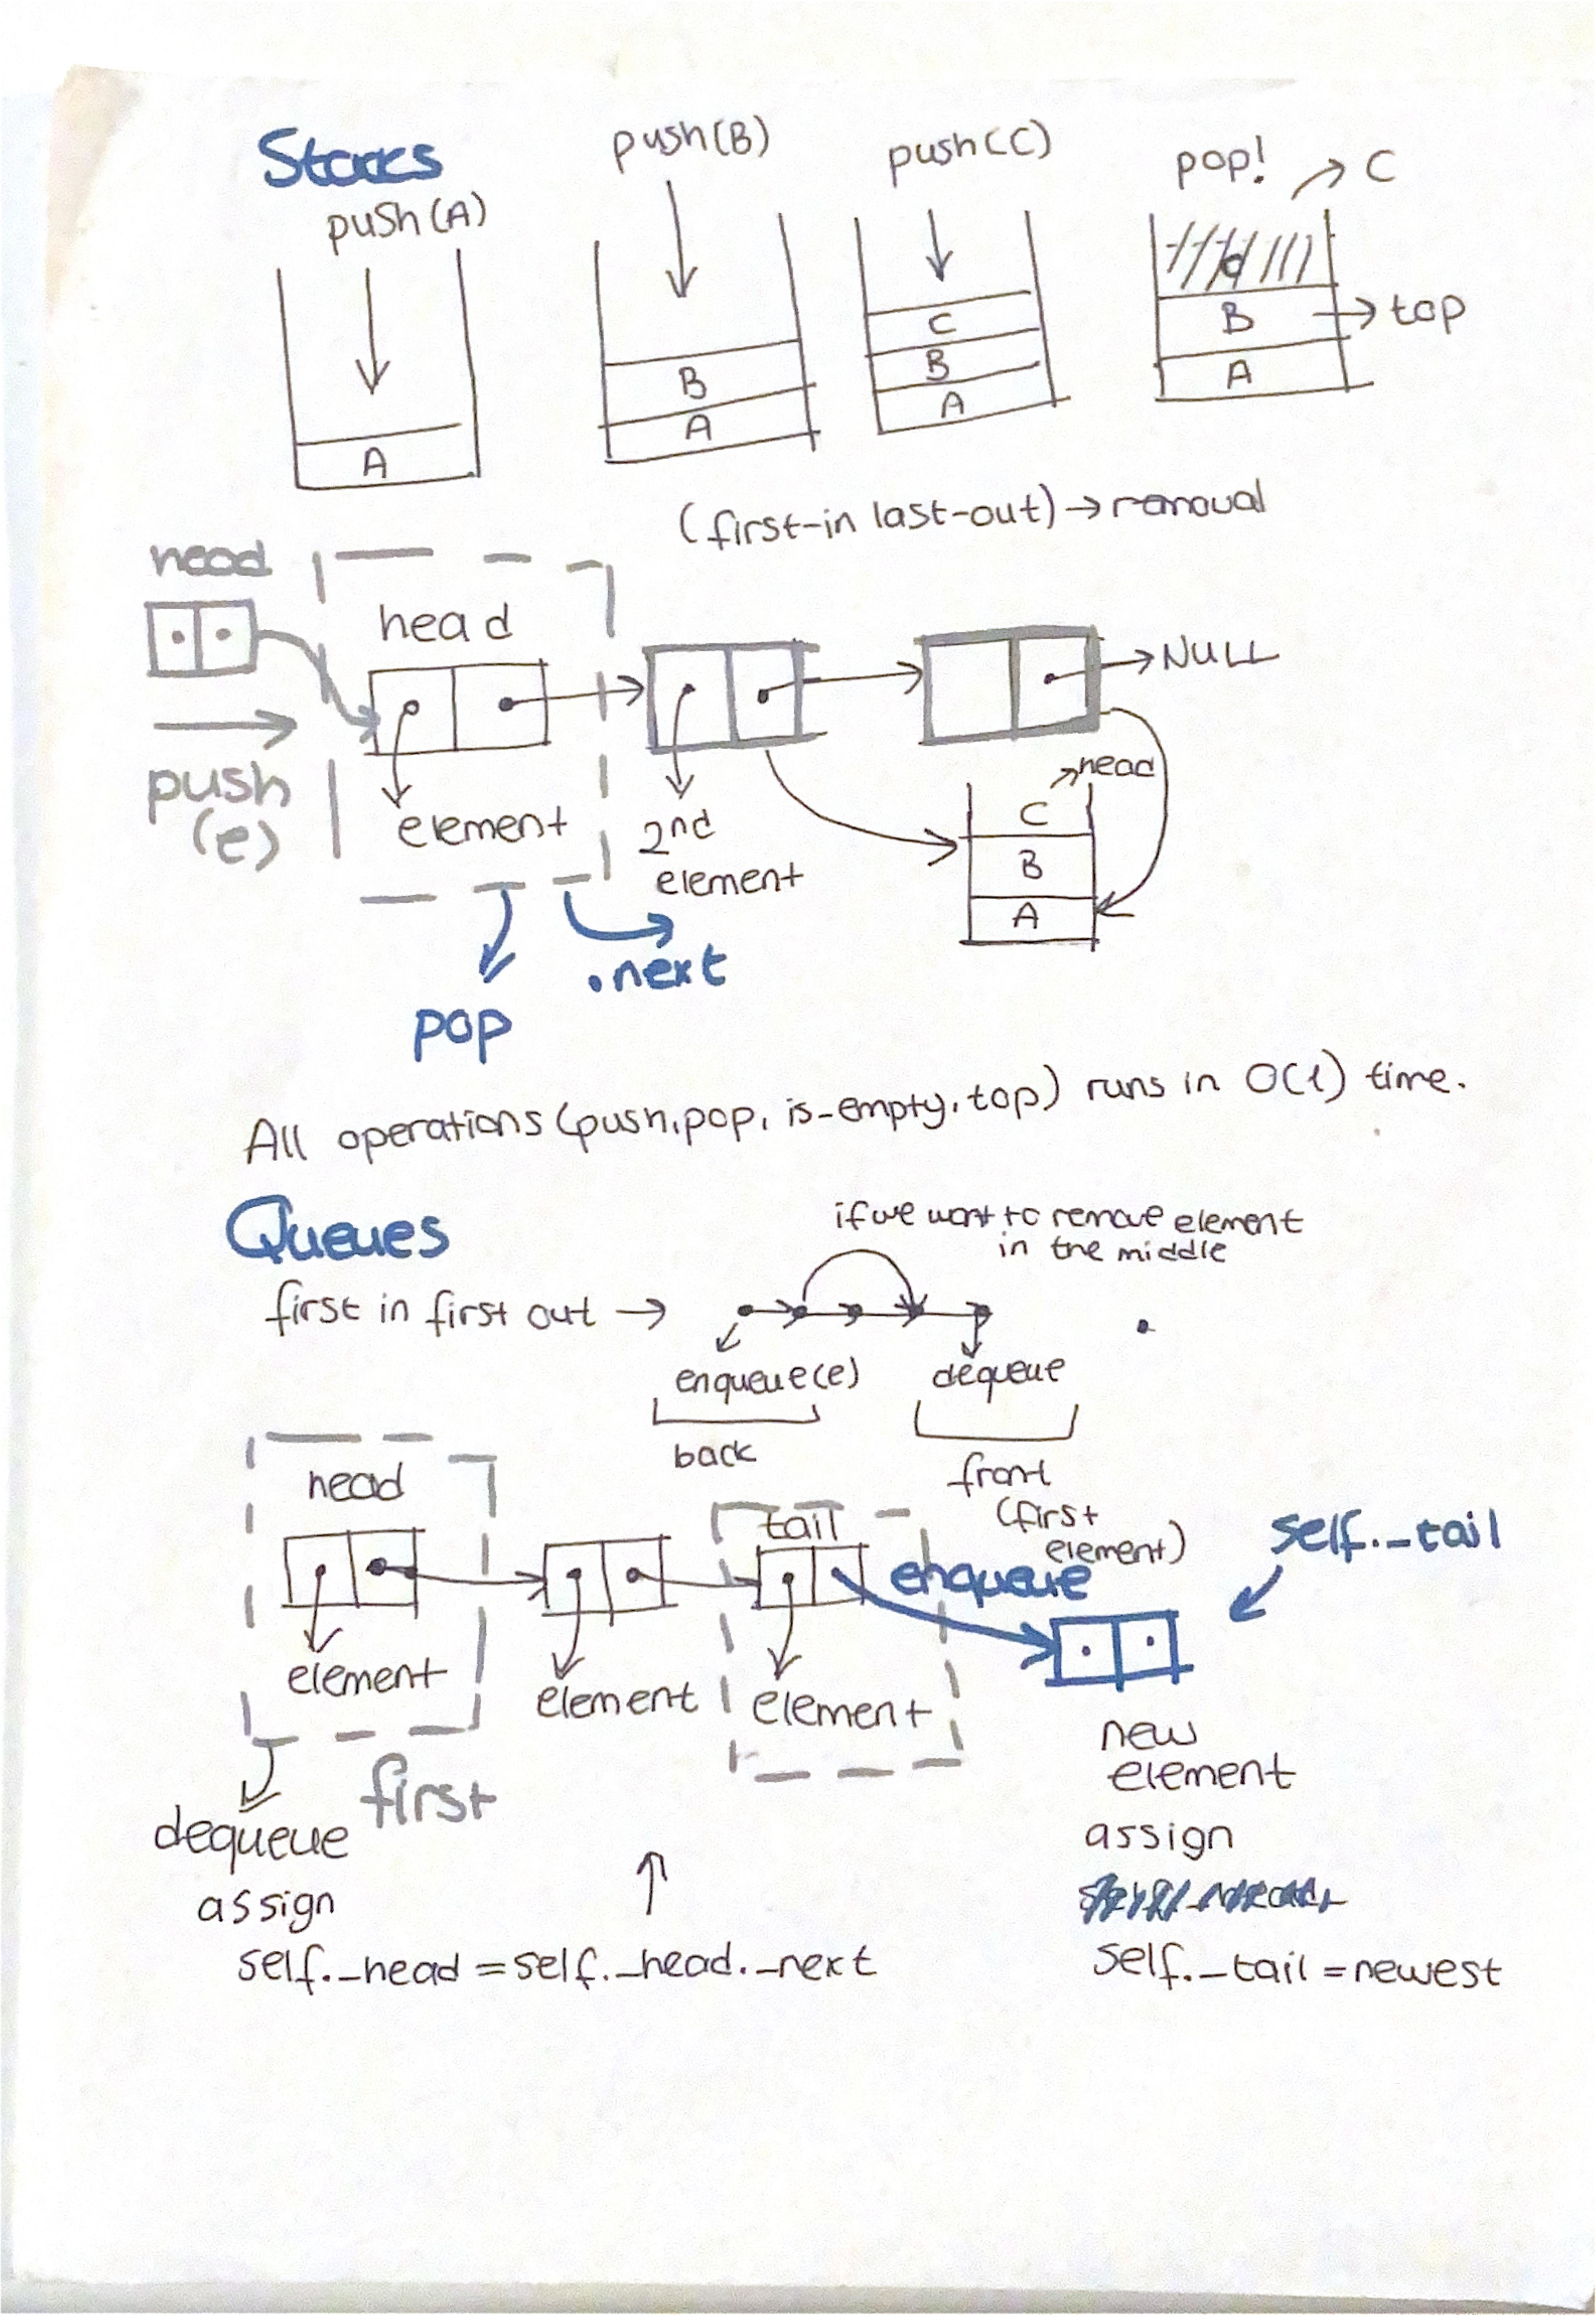 Stacks
push(A)
push(B)
push(C)
pop! → C
A
B
A
C
B
A
B → top
A
(first-in last-out) → removal
head
head
NULL
push
(e)
element
2nd
element
head
C
B
A
pop
.next
All operations (push, pop, is_empty, top) runs in O(1) time.
Queues
if we want to remove element
in the middle
first in first out →
enqueue(e)
dequeue
back
front
(first
element)
head
tail
enqueue
self._tail
element
element
element
new
element
first
dequeue
assign
assign
self._head = self._head._next
self._tail = newest